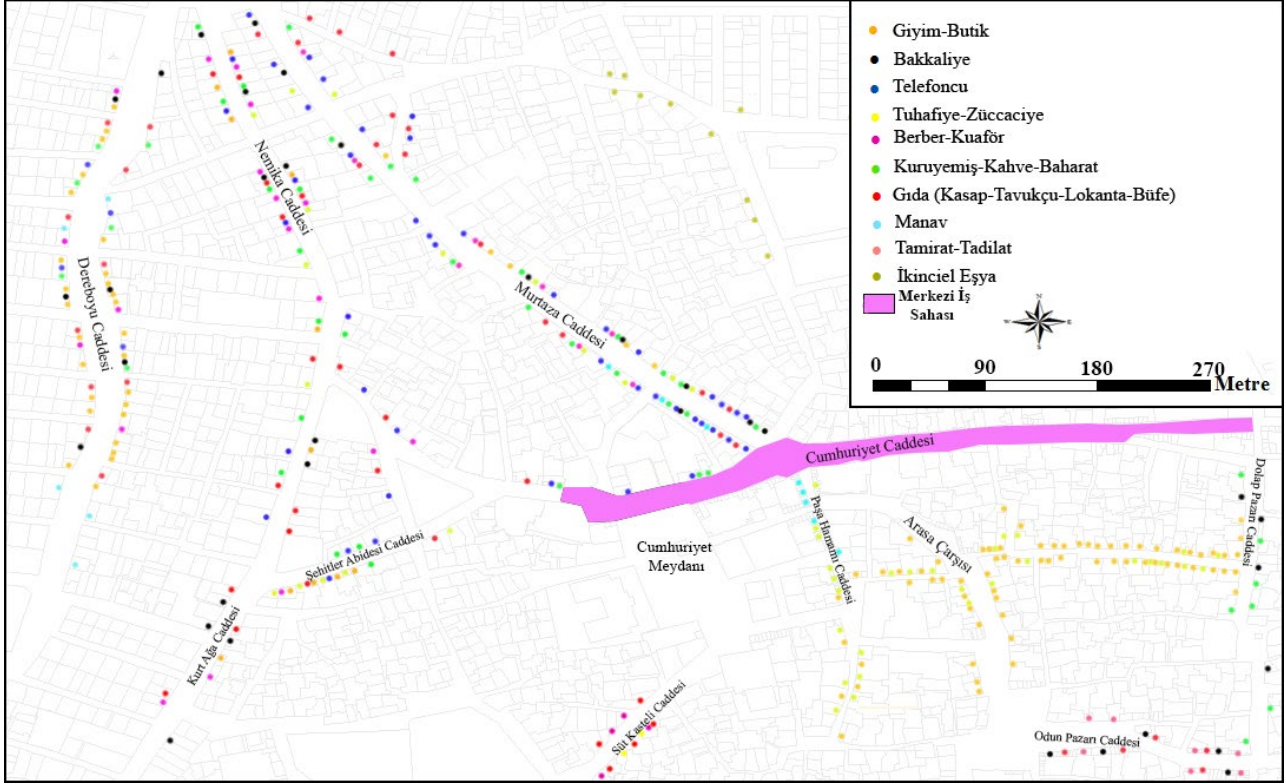 Giyim-Butik
Bakkaliye
Telefoncu
Tuhafiye-Züccaciye
Berber-Kuaför
Kuruyemiş-Kahve-Baharat
Gıda (Kasap-Tavukçu-Lokanta-Büfe)
Manav
Tamirat-Tadilat
İkinciel Eşya
Merkezi İş
Sahası
N
W
E
S
0 90 180 270
Metre
Nemika Caddesi
Dereboyu Caddesi
Murtaza Caddesi
Cumhuriyet Caddesi
Dolap Pazarı Caddesi
Paşa Hamamı Caddesi
Arasa Çarşısı
Cumhuriyet
Meydanı
Şehitler Abidesi Caddesi
Kurt Ağa Caddesi
Süt Kasteli Caddesi
Odun Pazarı Caddesi